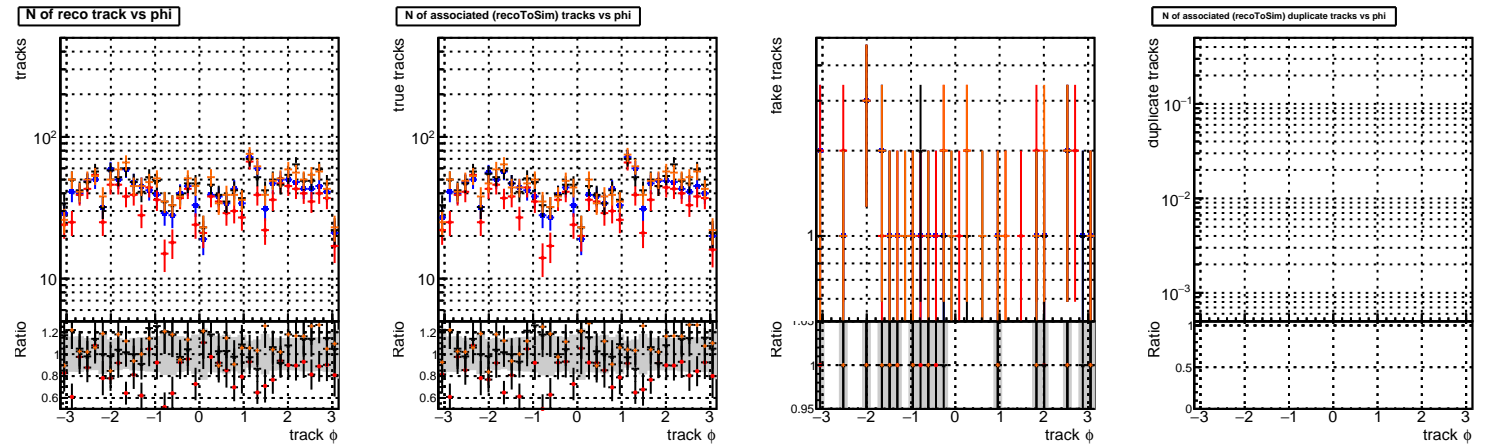 N of reco track vs phi
tracks
10²
10
Ratio
1.2
1
0.8
0.6
−3 −2 −1 0 1 2 3
track ϕ
N of associated (recoToSim) tracks vs phi
true tracks
10²
10
Ratio
1.2
1
0.8
0.6
−3 −2 −1 0 1 2 3
track ϕ
fake tracks
1
Ratio
1.05
0.95
−3 −2 −1 0 1 2 3
track ϕ
N of associated (recoToSim) duplicate tracks vs phi
duplicate tracks
10⁻¹
10⁻²
10⁻³
Ratio
1
0.5
0
−3 −2 −1 0 1 2 3
track ϕ